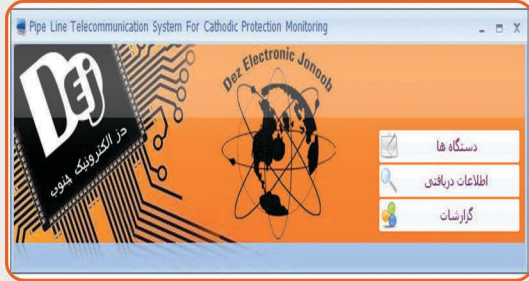 Pipe Line Telecommunication System For Cathodic Protection Monitoring
DEJ
دز الکترونیک جنوب
Dez Electronic Jonoob
دستگاه ها
اطلاعات دریافتی
گزارشات